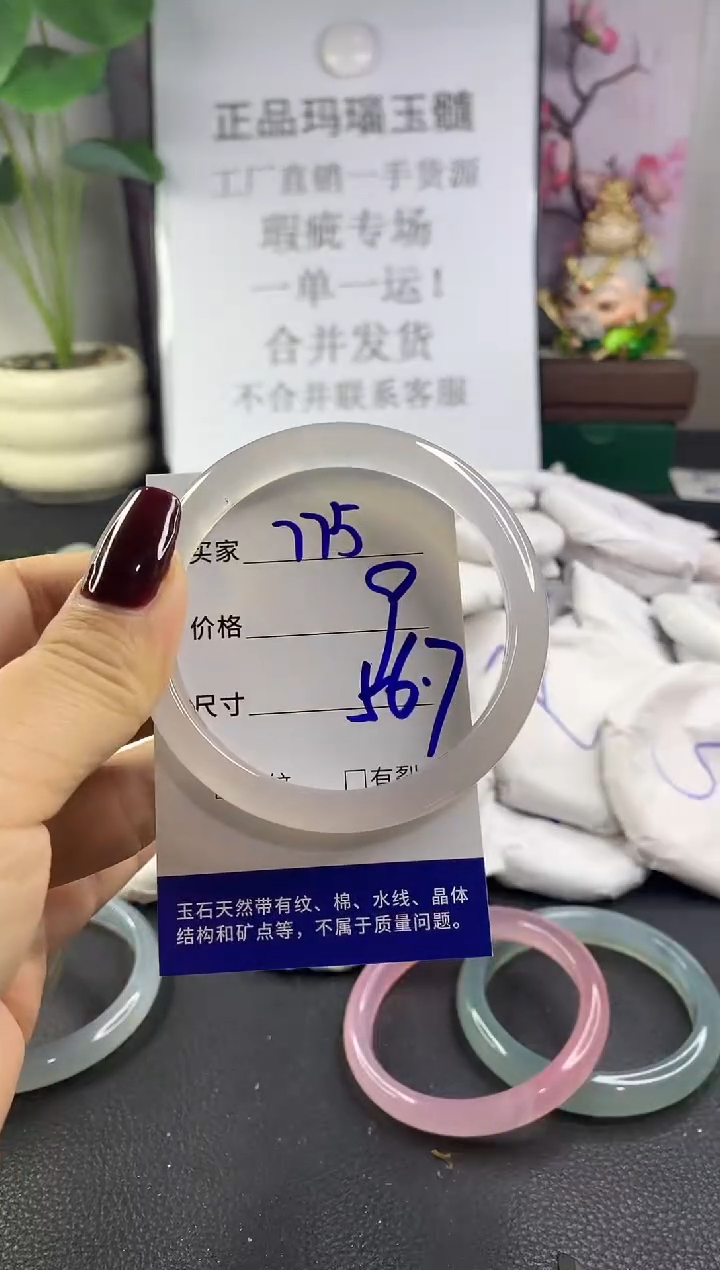 正品玛瑙玉髓
工厂直销一手货源
瑕疵专场
一单一运！
合并发货
不合并联系客服
买家 775
价格
尺寸 56.7
纹 □有裂
玉石天然带有纹、棉、水线、晶体
结构和矿点等，不属于质量问题。